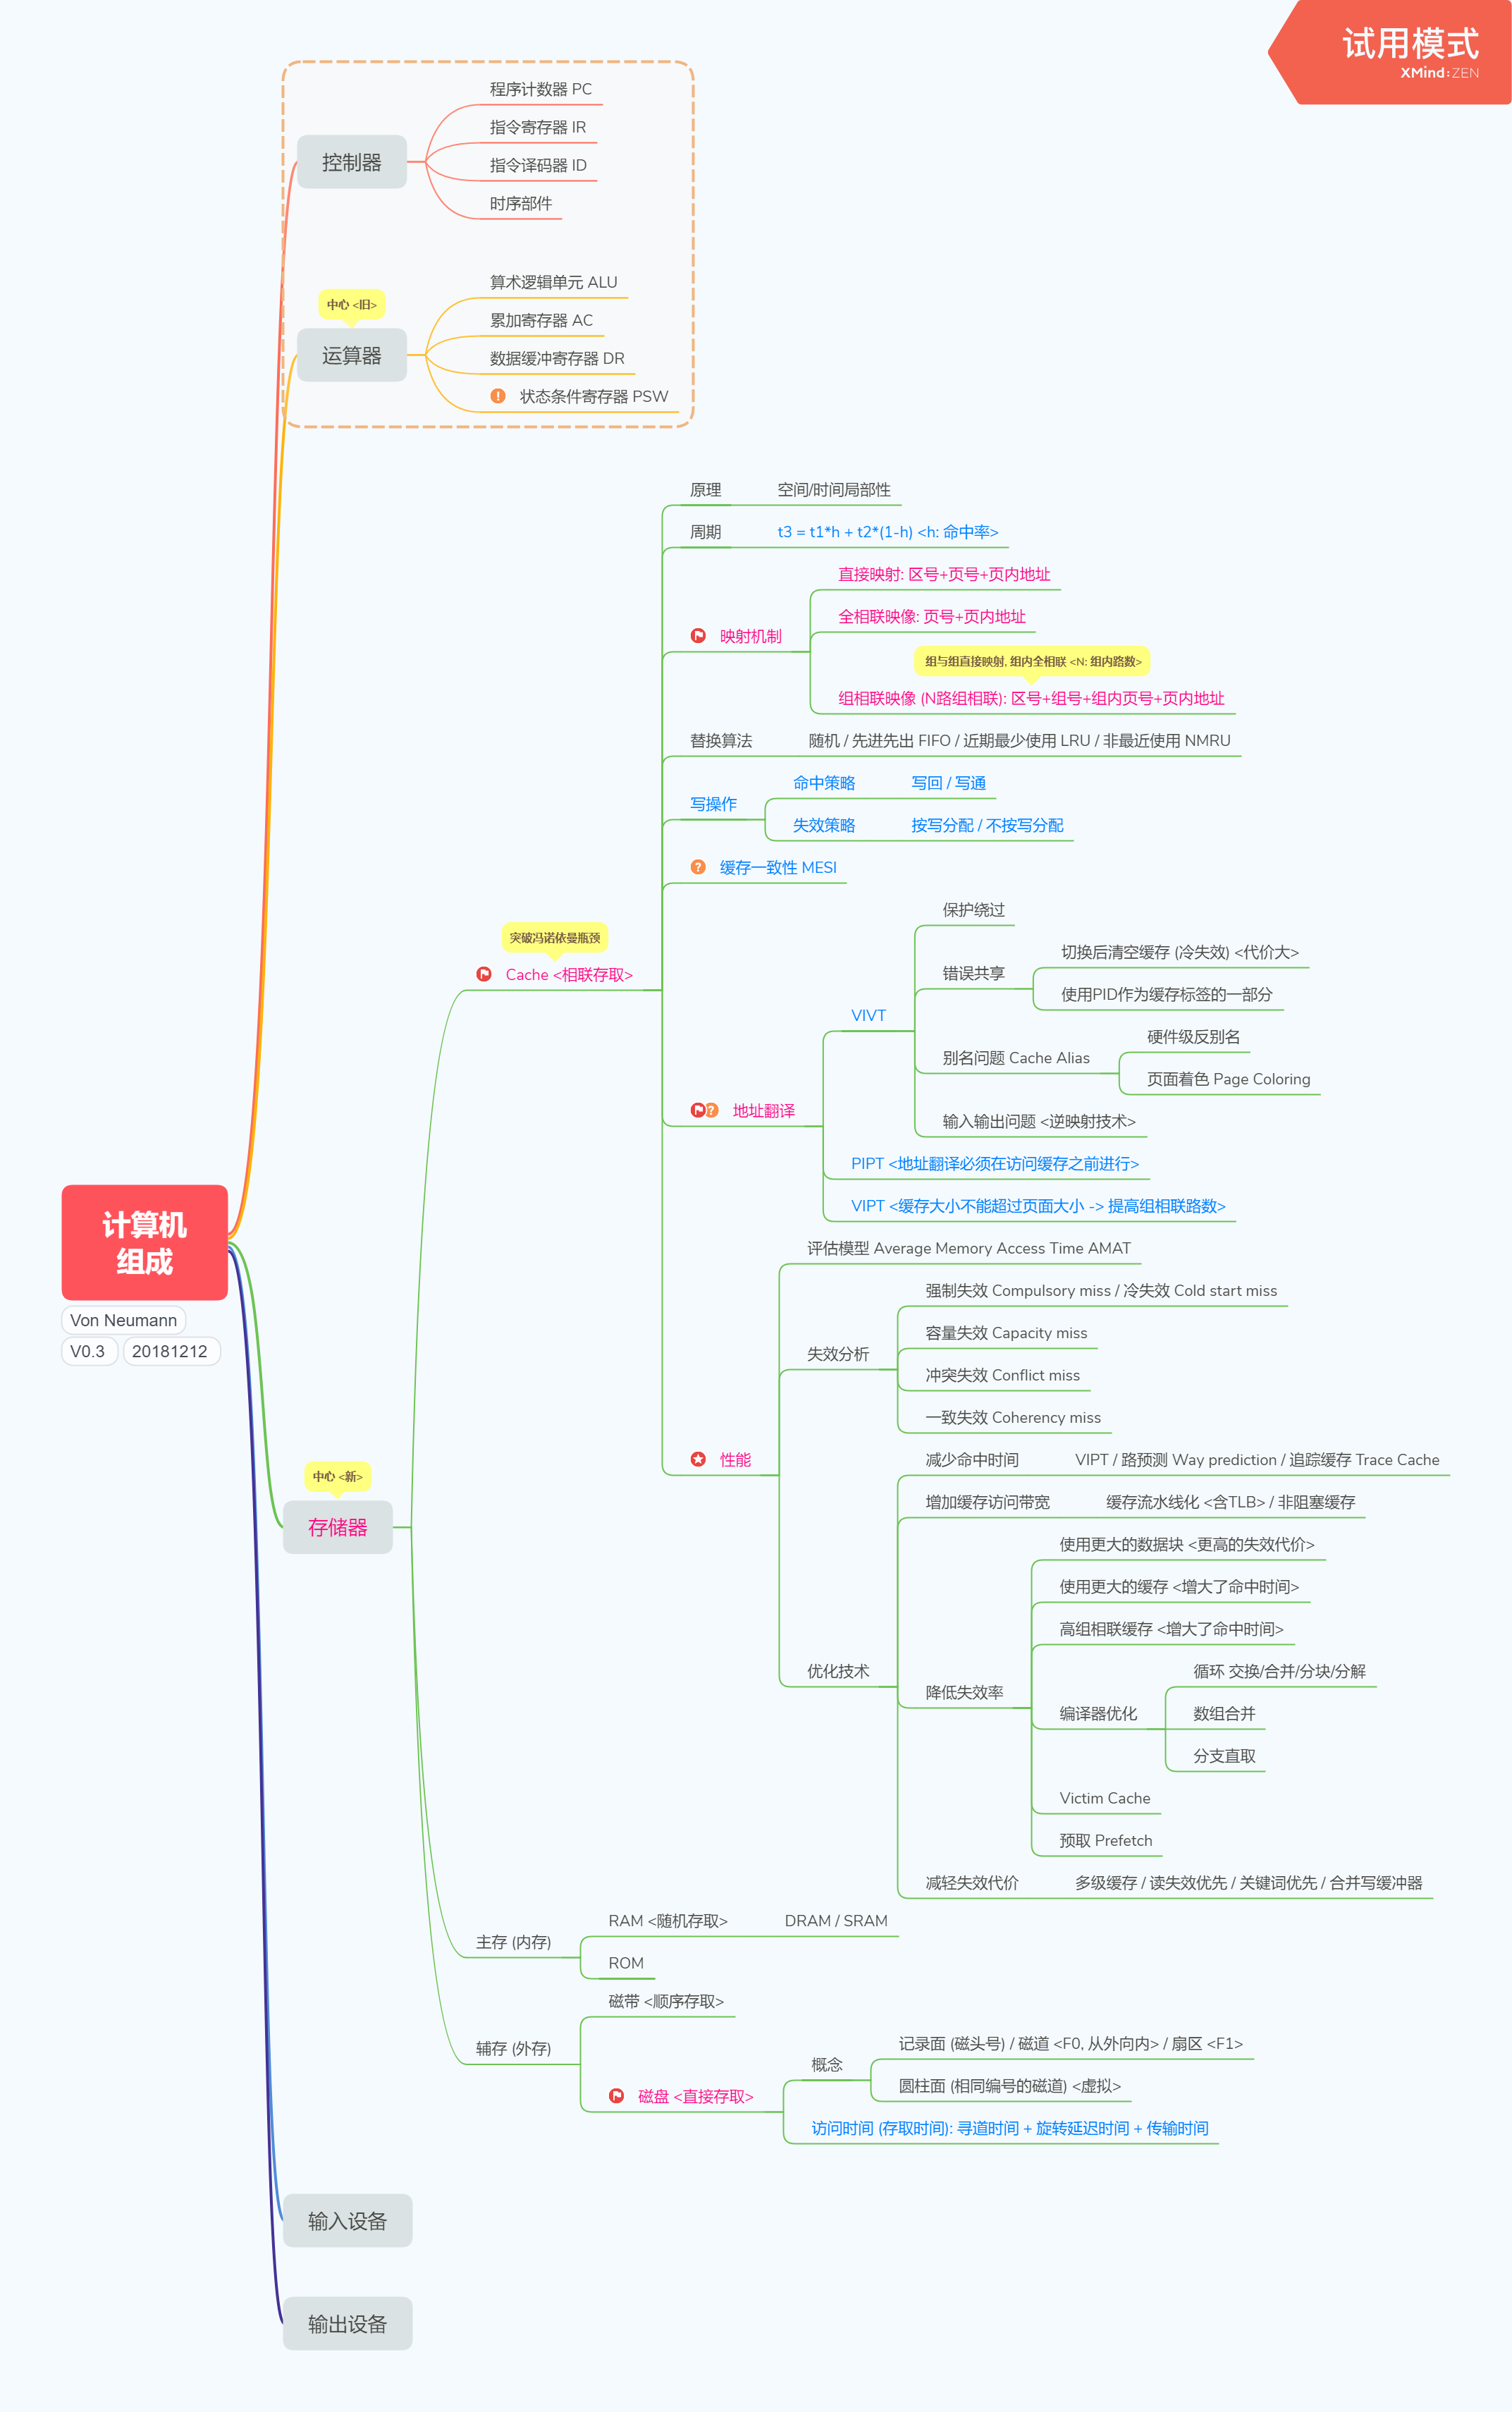 试用模式
XMind:ZEN
计算机
组成
Von Neumann
V0.3
20181212
控制器
程序计数器 PC
指令寄存器 IR
指令译码器 ID
时序部件
中心 <旧>
运算器
算术逻辑单元 ALU
累加寄存器 AC
数据缓冲寄存器 DR
状态条件寄存器 PSW
中心 <新>
存储器
突破冯诺依曼瓶颈
Cache <相联存取>
原理
空间/时间局部性
周期
t3 = t1*h + t2*(1-h) <h: 命中率>
映射机制
直接映射: 区号+页号+页内地址
全相联映像: 页号+页内地址
组与组直接映射, 组内全相联 <N: 组内路数>
组相联映像 (N路组相联): 区号+组号+组内页号+页内地址
替换算法
随机 / 先进先出 FIFO / 近期最少使用 LRU / 非最近使用 NMRU
写操作
命中策略
写回 / 写通
失效策略
按写分配 / 不按写分配
缓存一致性 MESI
地址翻译
VIVT
保护绕过
错误共享
切换后清空缓存 (冷失效) <代价大>
使用PID作为缓存标签的一部分
别名问题 Cache Alias
硬件级反别名
页面着色 Page Coloring
输入输出问题 <逆映射技术>
PIPT <地址翻译必须在访问缓存之前进行>
VIPT <缓存大小不能超过页面大小 -> 提高组相联路数>
性能
评估模型 Average Memory Access Time AMAT
失效分析
强制失效 Compulsory miss / 冷失效 Cold start miss
容量失效 Capacity miss
冲突失效 Conflict miss
一致失效 Coherency miss
优化技术
减少命中时间
VIPT / 路预测 Way prediction / 追踪缓存 Trace Cache
增加缓存访问带宽
缓存流水线化 <含TLB> / 非阻塞缓存
降低失效率
使用更大的数据块 <更高的失效代价>
使用更大的缓存 <增大了命中时间>
高组相联缓存 <增大了命中时间>
编译器优化
循环 交换/合并/分块/分解
数组合并
分支直取
Victim Cache
预取 Prefetch
减轻失效代价
多级缓存 / 读失效优先 / 关键词优先 / 合并写缓冲器
主存 (内存)
RAM <随机存取>
DRAM / SRAM
ROM
辅存 (外存)
磁带 <顺序存取>
磁盘 <直接存取>
概念
记录面 (磁头号) / 磁道 <F0, 从外向内> / 扇区 <F1>
圆柱面 (相同编号的磁道) <虚拟>
访问时间 (存取时间): 寻道时间 + 旋转延迟时间 + 传输时间
输入设备
输出设备